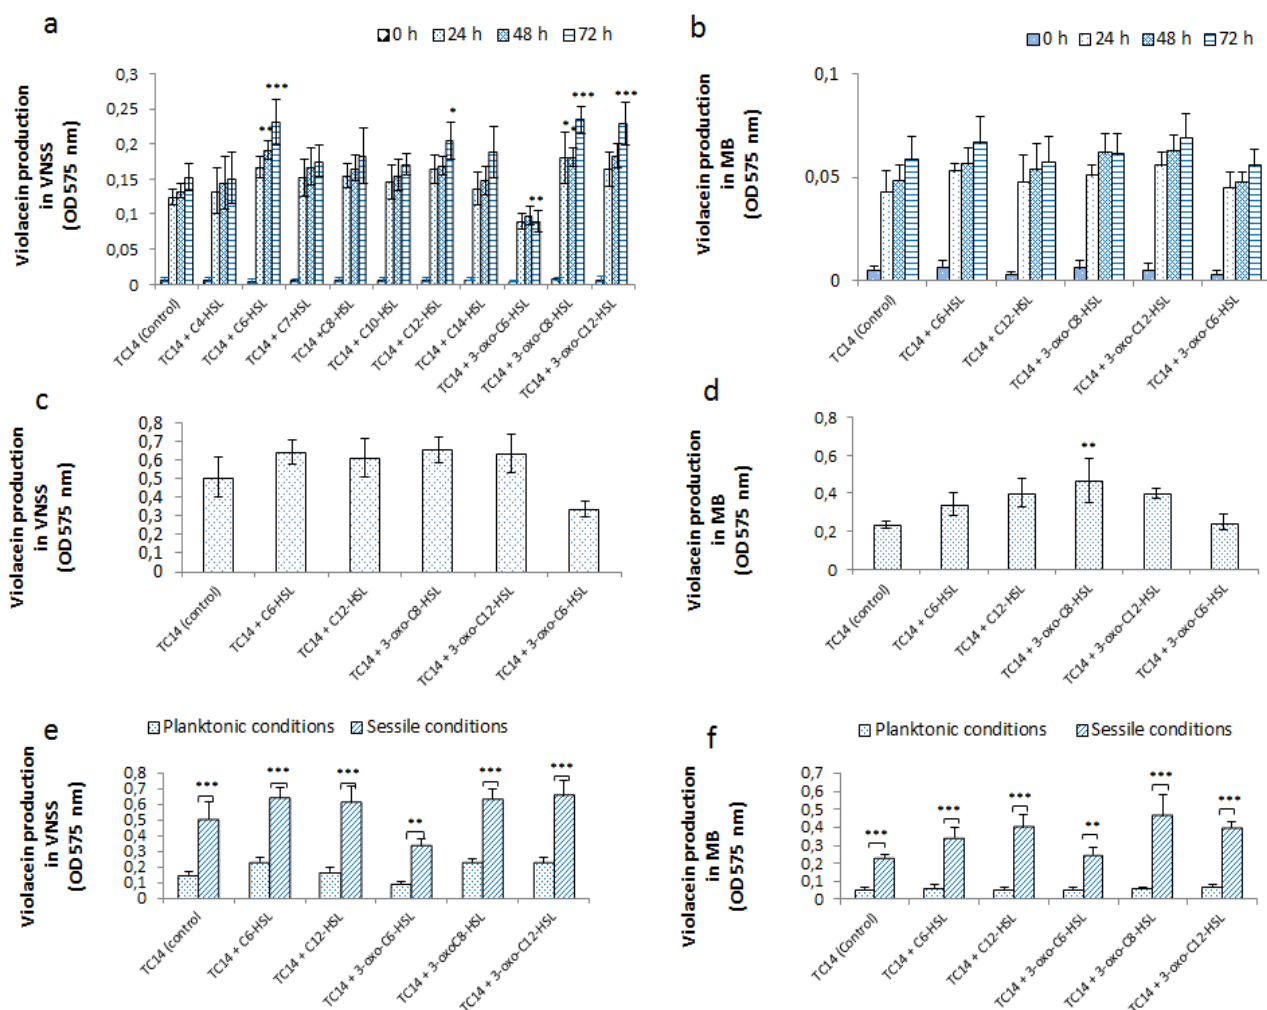 a
0 h 24 h 48 h 72 h
Violacein production
in VNSS
(OD575 nm)
0,3
0,25
0,2
0,15
0,1
0,05
0
** *** * ** * * *** ***
TC14 (Control)
TC14 + C4-HSL
TC14 + C6-HSL
TC14 + C7-HSL
TC14 +C8-HSL
TC14 + C10-HSL
TC14 + C12-HSL
TC14 + C14-HSL
TC14 + 3-oxo-C6-HSL
TC14 + 3-oxo-C8-HSL
TC14 + 3-oxo-C12-HSL
b
0 h 24 h 48 h 72 h
Violacein production
in MB
(OD575 nm)
0,1
0,05
0
TC14 (Control)
TC14 + C6-HSL
TC14 + C12-HSL
TC14 + 3-oxo-C8-HSL
TC14 + 3-oxo-C12-HSL
TC14 + 3-oxo-C6-HSL
c
Violacein production
in VNSS
(OD575 nm)
0,8
0,7
0,6
0,5
0,4
0,3
0,2
0,1
0
TC14 (control)
TC14 + C6-HSL
TC14 + C12-HSL
TC14 + 3-oxo-C8-HSL
TC14 + 3-oxo-C12-HSL
TC14 + 3-oxo-C6-HSL
d
Violacein production
in MB
(OD575 nm)
0,8
0,6
0,4
0,2
0
**
TC14 (control)
TC14 + C6-HSL
TC14 + C12-HSL
TC14 + 3-oxo-C8-HSL
TC14 + 3-oxo-C12-HSL
TC14 + 3-oxo-C6-HSL
e
Planktonic conditions Sessile conditions
Violacein production
in VNSS
(OD575 nm)
0,8
0,7
0,6
0,5
0,4
0,3
0,2
0,1
0
*** *** *** ** *** ***
TC14 (control
TC14 + C6-HSL
TC14 + C12-HSL
TC14 + 3-oxo-C6-HSL
TC14 + 3-oxoC8-HSL
TC14 + 3-oxo-C12-HSL
f
Planktonic conditions Sessile conditions
Violacein production
in MB
(OD575 nm)
0,7
0,6
0,5
0,4
0,3
0,2
0,1
0
*** *** *** ** *** ***
TC14 (Control)
TC14 + C6-HSL
TC14 + C12-HSL
TC14 + 3-oxo-C6-HSL
TC14 + 3-oxo-C8-HSL
TC14 + 3-oxo-C12-HSL